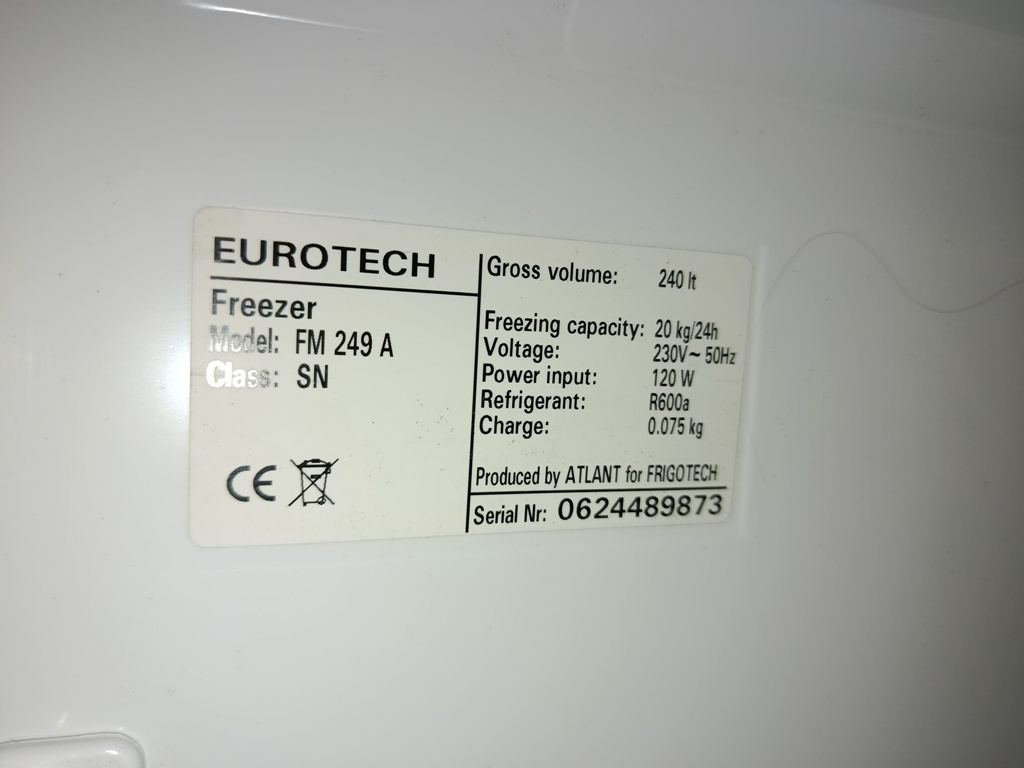 EUROTECH
Freezer
Model: FM 249 A
Class: SN
CE
Gross volume: 240 lt
Freezing capacity: 20 kg/24h
Voltage: 230V~ 50Hz
Power input: 120 W
Refrigerant: R600a
Charge: 0.075 kg
Produced by ATLANT for FRIGOTECH
Serial Nr: 0624489873